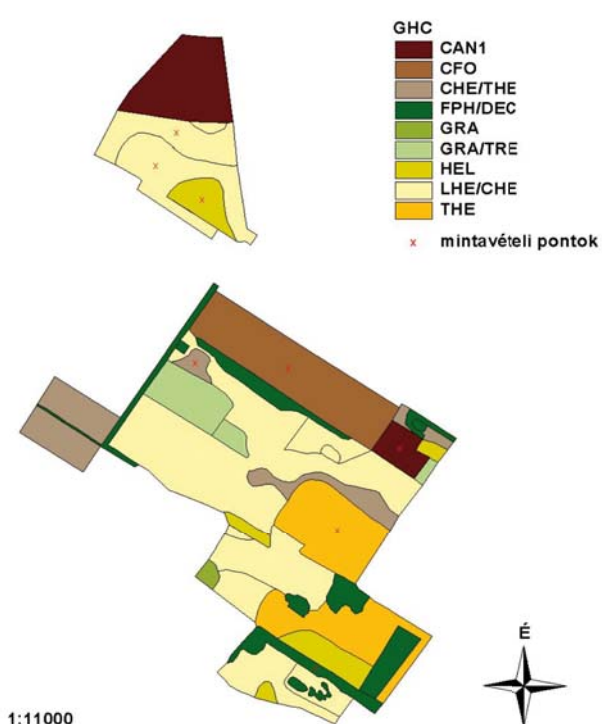 GHC
CAN1
CFO
CHE/THE
FPH/DEC
GRA
GRA/TRE
HEL
LHE/CHE
THE
x mintavételi pontok
É
1:11000